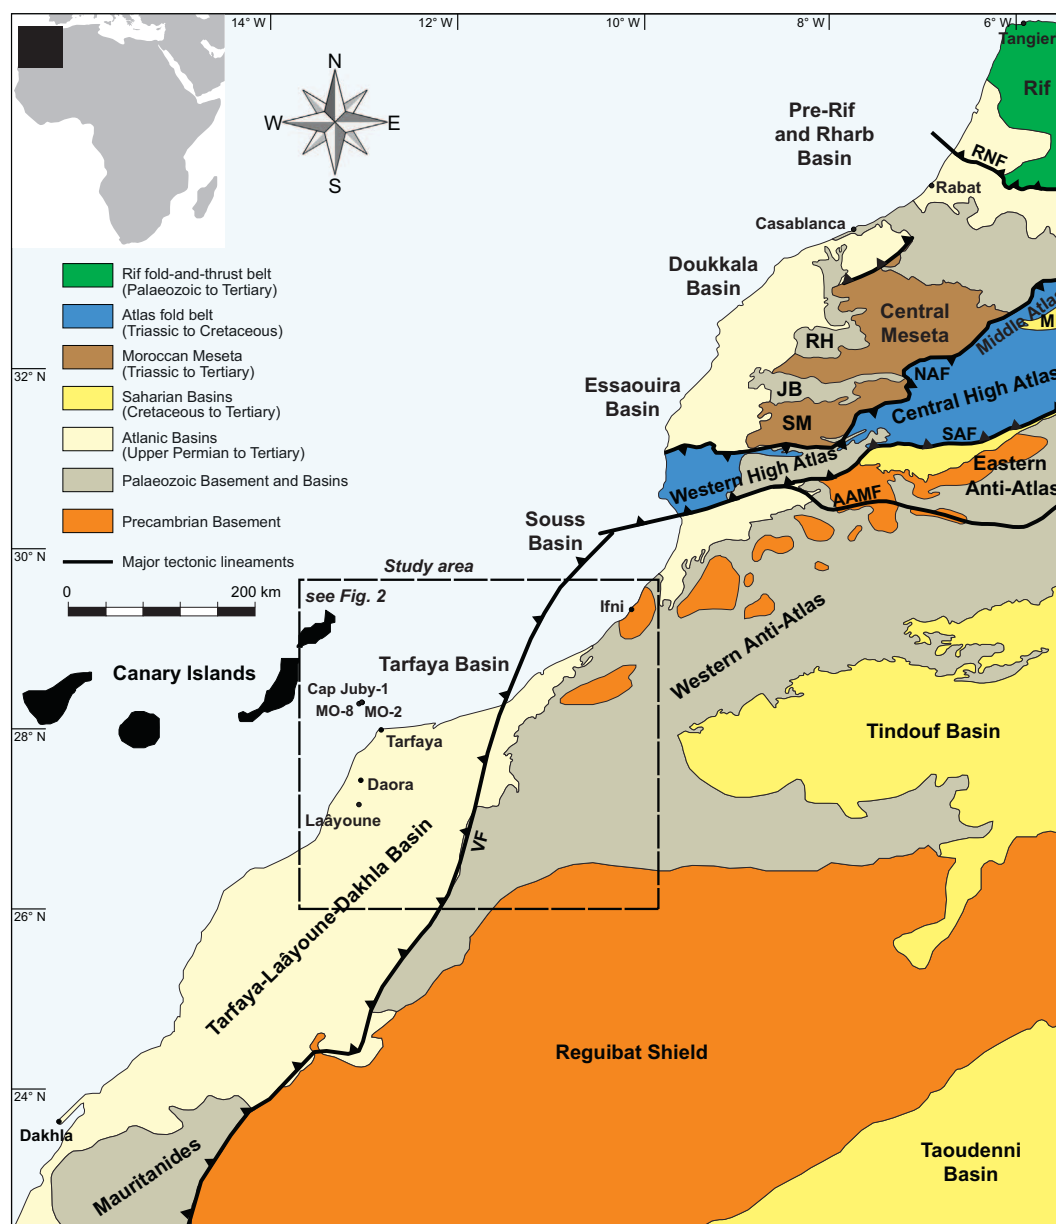 14° W
12° W
10° W
8° W
6° W
Tangier
Rif
N
W
E
S
Pre-Rif
and Rharb
Basin
RNF
Rabat
Casablanca
Doukkala
Basin
Rif fold-and-thrust belt
(Palaeozoic to Tertiary)
Atlas fold belt
(Triassic to Cretaceous)
Moroccan Meseta
(Triassic to Tertiary)
Saharian Basins
(Cretaceous to Tertiary)
Atlanic Basins
(Upper Permian to Tertiary)
Palaeozoic Basement and Basins
Precambrian Basement
Major tectonic lineaments
0
200 km
Central
Meseta
Middle Atlas
M
RH
32° N
NAF
JB
Essaouira
Basin
Central High Atlas
SM
SAF
Western High Atlas
Eastern
Anti-Atlas
AAMF
Souss
Basin
30° N
Study area
see Fig. 2
Ifni
Western Anti-Atlas
Canary Islands
Tarfaya Basin
Cap Juby-1
MO-8
MO-2
28° N
Tarfaya
Tindouf Basin
Daora
Laâyoune
VF
Tarfaya-Laâyoune-Dakhla Basin
26° N
Reguibat Shield
24° N
Dakhla
Mauritanides
Taoudenni
Basin